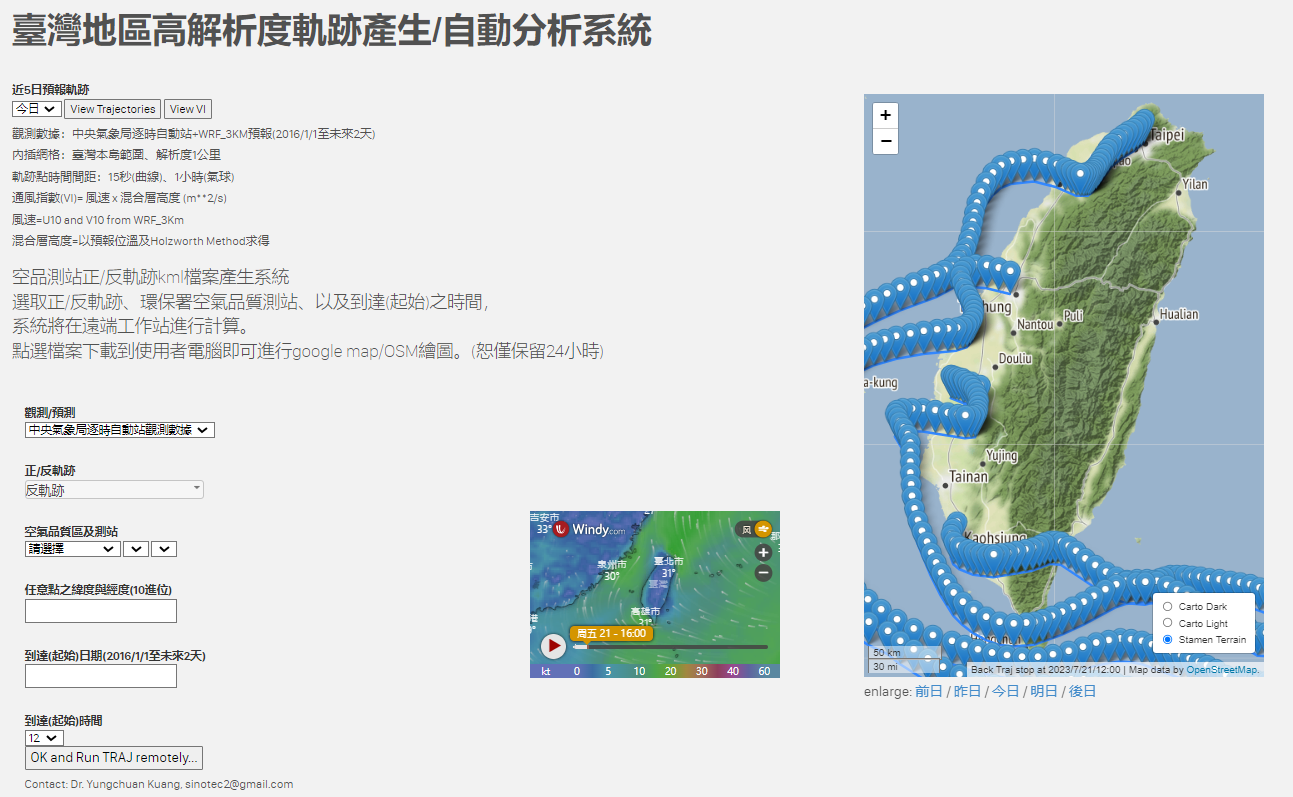 臺灣地區高解析度軌跡產生/自動分析系統
近5日預報軌跡
今日 View Trajectories View VI
觀測數據：中央氣象局逐時自動站+WRF_3KM預報(2016/1/1至未來2天)
內插網格：臺灣本島範圍、解析度1公里
軌跡點時間間距：15秒(曲線)、1小時(氣球)
通風指數(VI)= 風速 x 混合層高度 (m**2/s)
風速=U10 and V10 from WRF_3Km
混合層高度=以預報位溫及Holzworth Method求得
空品測站正/反軌跡kml檔案產生系統
選取正/反軌跡、環保署空氣品質測站、以及到達(起始)之時間，
系統將在遠端工作站進行計算。
點選檔案下載到使用者電腦即可進行google map/OSM繪圖。(恕僅保留24小時)
觀測/預測
中央氣象局逐時自動站觀測數據
正/反軌跡
反軌跡
空氣品質區及測站
請選擇
任意點之緯度與經度(10進位)
到達(起始)日期(2016/1/1至未來2天)
到達(起始)時間
12
OK and Run TRAJ remotely...
Contact: Dr. Yungchuan Kuang, sinotec2@gmail.com
吉安市
33°
Windy.com
风
泉州市
30°
臺北市
31°
臺灣
高雄市
31°
+
−
周五 21 - 16:00
kt 0 5 10 20 30 40 60
+
−
Taipei
Yilan
hung
Hualian
Puli
Nantou
Douliu
a-kung
Yujing
Tainan
Kaohsiung
Carto Dark
Carto Light
Stamen Terrain
50 km
30 mi
Back Traj stop at 2023/7/21/12:00 | Map data by OpenStreetMap.
enlarge: 前日 / 昨日 / 今日 / 明日 / 後日